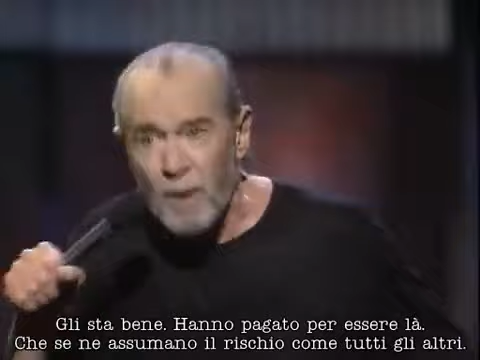 Gli sta bene. Hanno pagato per essere là.
Che se ne assumano il rischio come tutti gli altri.